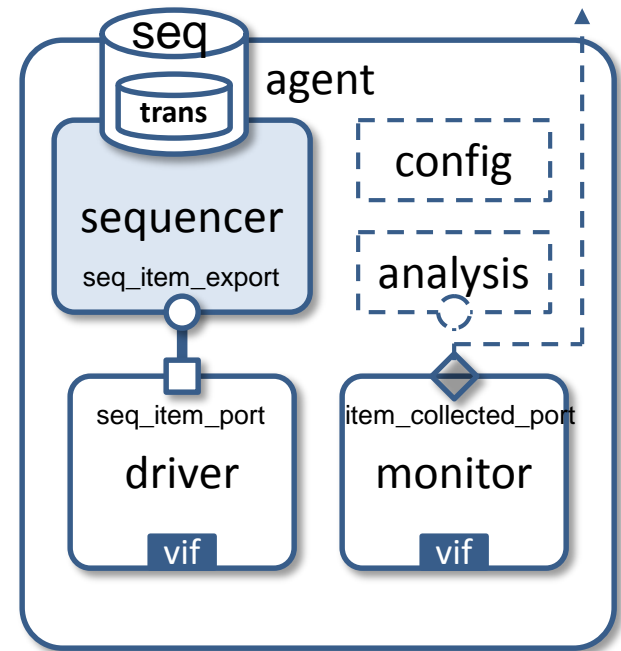 seq
trans
agent
config
sequencer
seq_item_export
analysis
seq_item_port
driver
vif
item_collected_port
monitor
vif